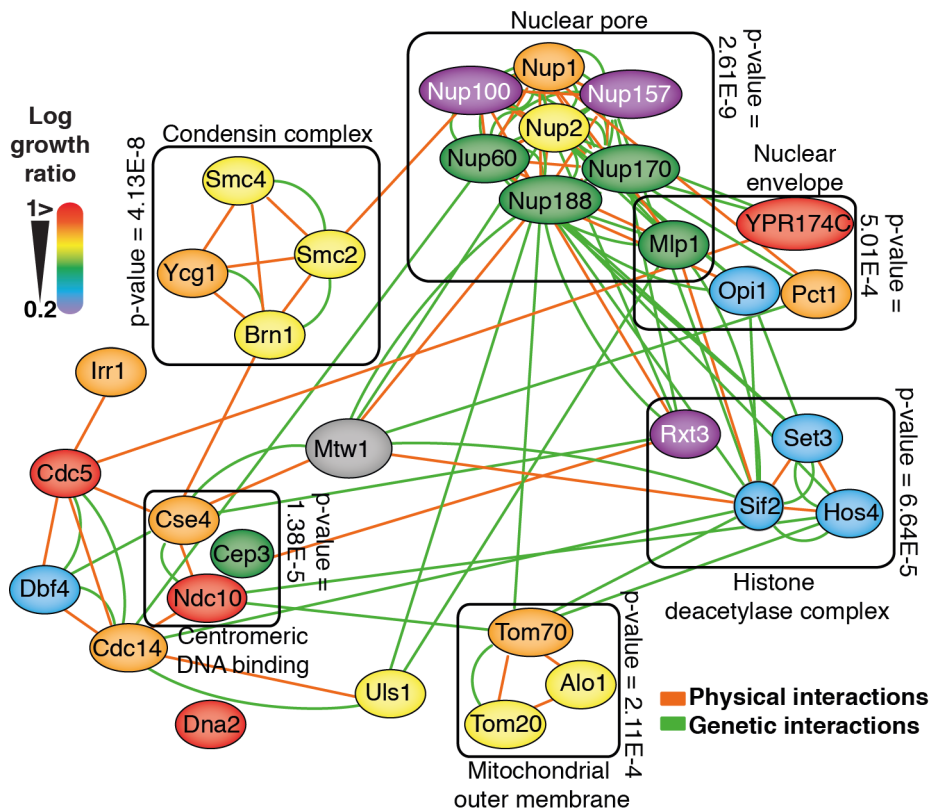 Nuclear pore
p-value =
2.61E-9
Nup1
Nup100
Nup157
Nup2
Nup60
Nup170
Nup188
Log
growth
ratio
1>
0.2
Condensin complex
p-value = 4.13E-8
Smc4
Smc2
Ycg1
Brn1
Nuclear
envelope
p-value =
5.01E-4
YPR174C
Mlp1
Opi1
Pct1
Irr1
Cdc5
Mtw1
Rxt3
Set3
Sif2
Hos4
p-value = 6.64E-5
Histone
deacetylase complex
Cse4
Cep3
Ndc10
p-value =
1.38E-5
Centromeric
DNA binding
Dbf4
Cdc14
Uls1
Dna2
Tom70
Alo1
Tom20
p-value = 2.11E-4
Mitochondrial
outer membrane
Physical interactions
Genetic interactions